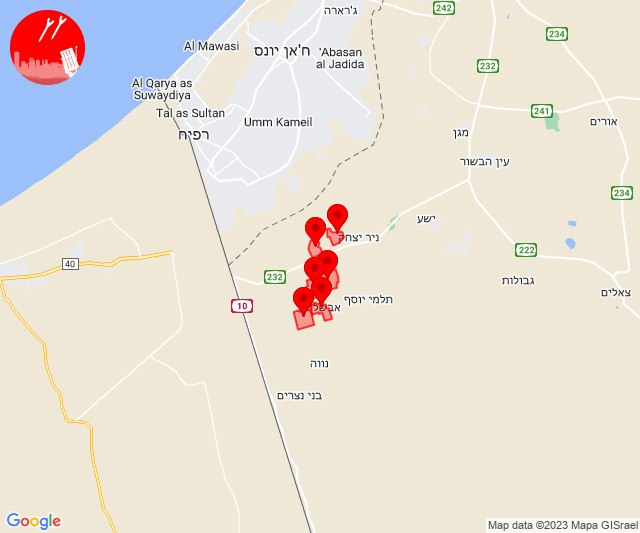 ג'רארה
242
234
Al Mawasi
ח'אן יונס
'Abasan
al Jadida
232
Al Qarya as
Suwaydiya
Tal as Sultan
241
Umm Kameil
אורים
מגן
רפיח
עין הבשור
234
ישע
ניר יצחק
222
40
232
גבולות
צאלים
10
תלמי יוסף
נווה
בני נצרים
Google
Map data ©2023 Mapa GISrael